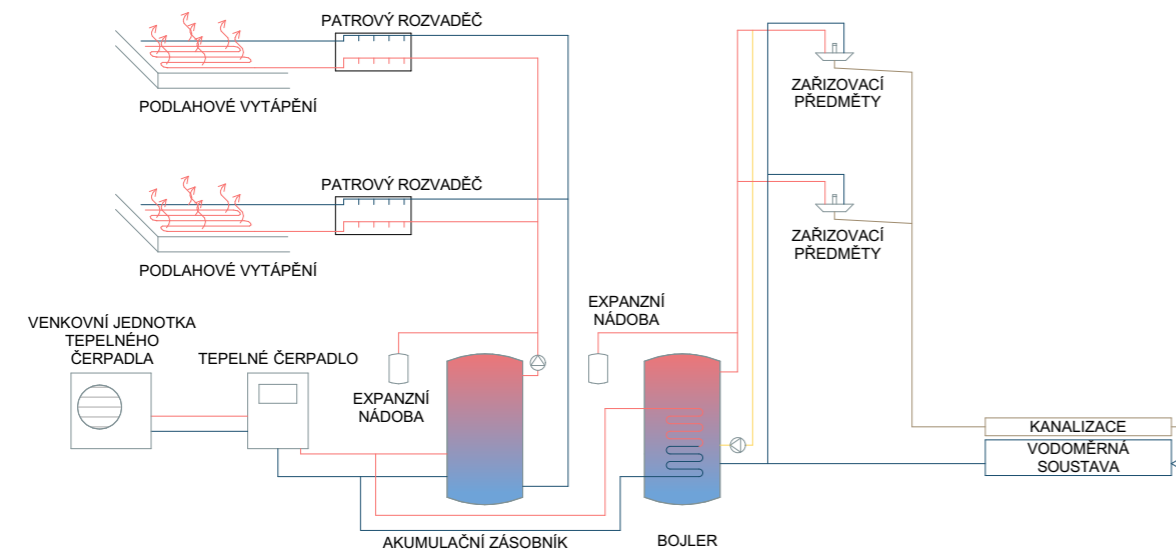 PATROVÝ ROZVADĚČ
PODLAHOVÉ VYTÁPĚNÍ
ZAŘIZOVACÍ
PŘEDMĚTY
PATROVÝ ROZVADĚČ
PODLAHOVÉ VYTÁPĚNÍ
ZAŘIZOVACÍ
PŘEDMĚTY
VENKOVNÍ JEDNOTKA
TEPELNÉHO
ČERPADLA
TEPELNÉ ČERPADLO
EXPANZNÍ
NÁDOBA
EXPANZNÍ
NÁDOBA
KANALIZACE
VODOMĚRNÁ
SOUSTAVA
AKUMULAČNÍ ZÁSOBNÍK
BOJLER